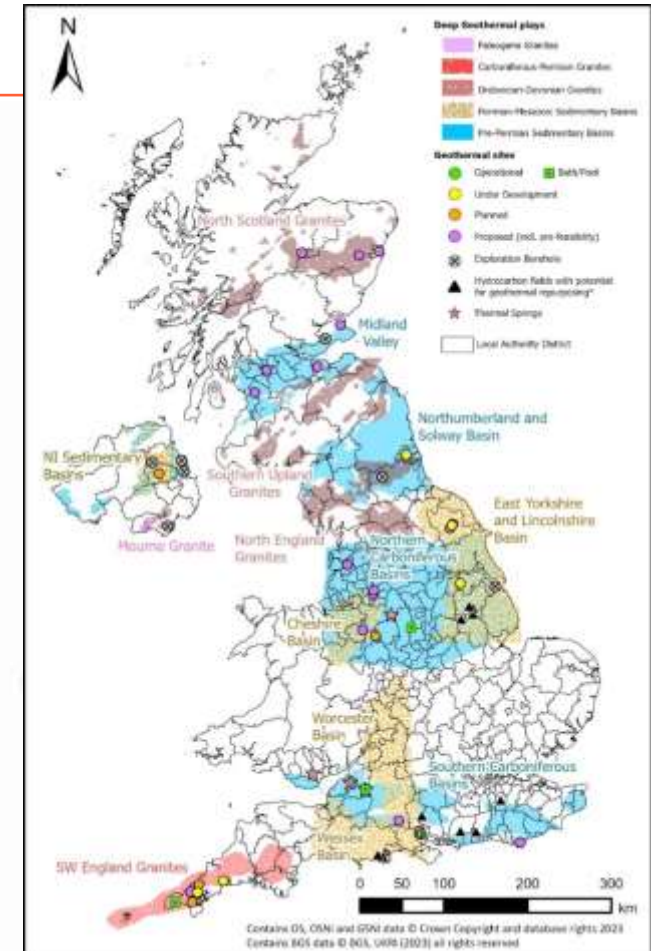 N
Deep Geothermal plays
Paleogene Granites
Carboniferous-Permian Granites
Ordovician-Devonian Granites
Permian-Mesozoic Sedimentary Basins
Pre-Permian Sedimentary Basins
Geothermal sites
Operational
Bath/Pool
Under Development
Planned
Proposed (incl. pre-feasibility)
Exploration Borehole
Hydrocarbon fields with potential
for geothermal repurposing*
Thermal Springs
Local Authority District
North Scotland Granites
Midland
Valley
Northumberland and
Solway Basin
NI Sedimentary
Basins
Southern Upland
Granites
East Yorkshire
and Lincolnshire
Basin
Mourne Granite
North England
Granites
Northern
Carboniferous
Basins
Cheshire
Basin
Worcester
Basin
Southern Carboniferous
Basins
Wessex
Basin
SW England Granites
0 50 100 200 300
km
Contains OS, OSNI and GSNI data © Crown Copyright and database rights 2023
Contains BGS data © BGS, UKRI (2023) all rights reserved